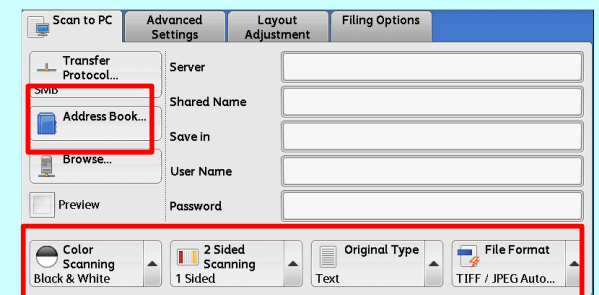 Scan to PC
Advanced
Settings
Layout
Adjustment
Filing Options
Transfer
Protocol...
SMB
Address Book...
Browse...
Preview
Server
Shared Name
Save in
User Name
Password
Color
Scanning
Black & White
2 Sided
Scanning
1 Sided
Original Type
Text
File Format
TIFF / JPEG Auto...